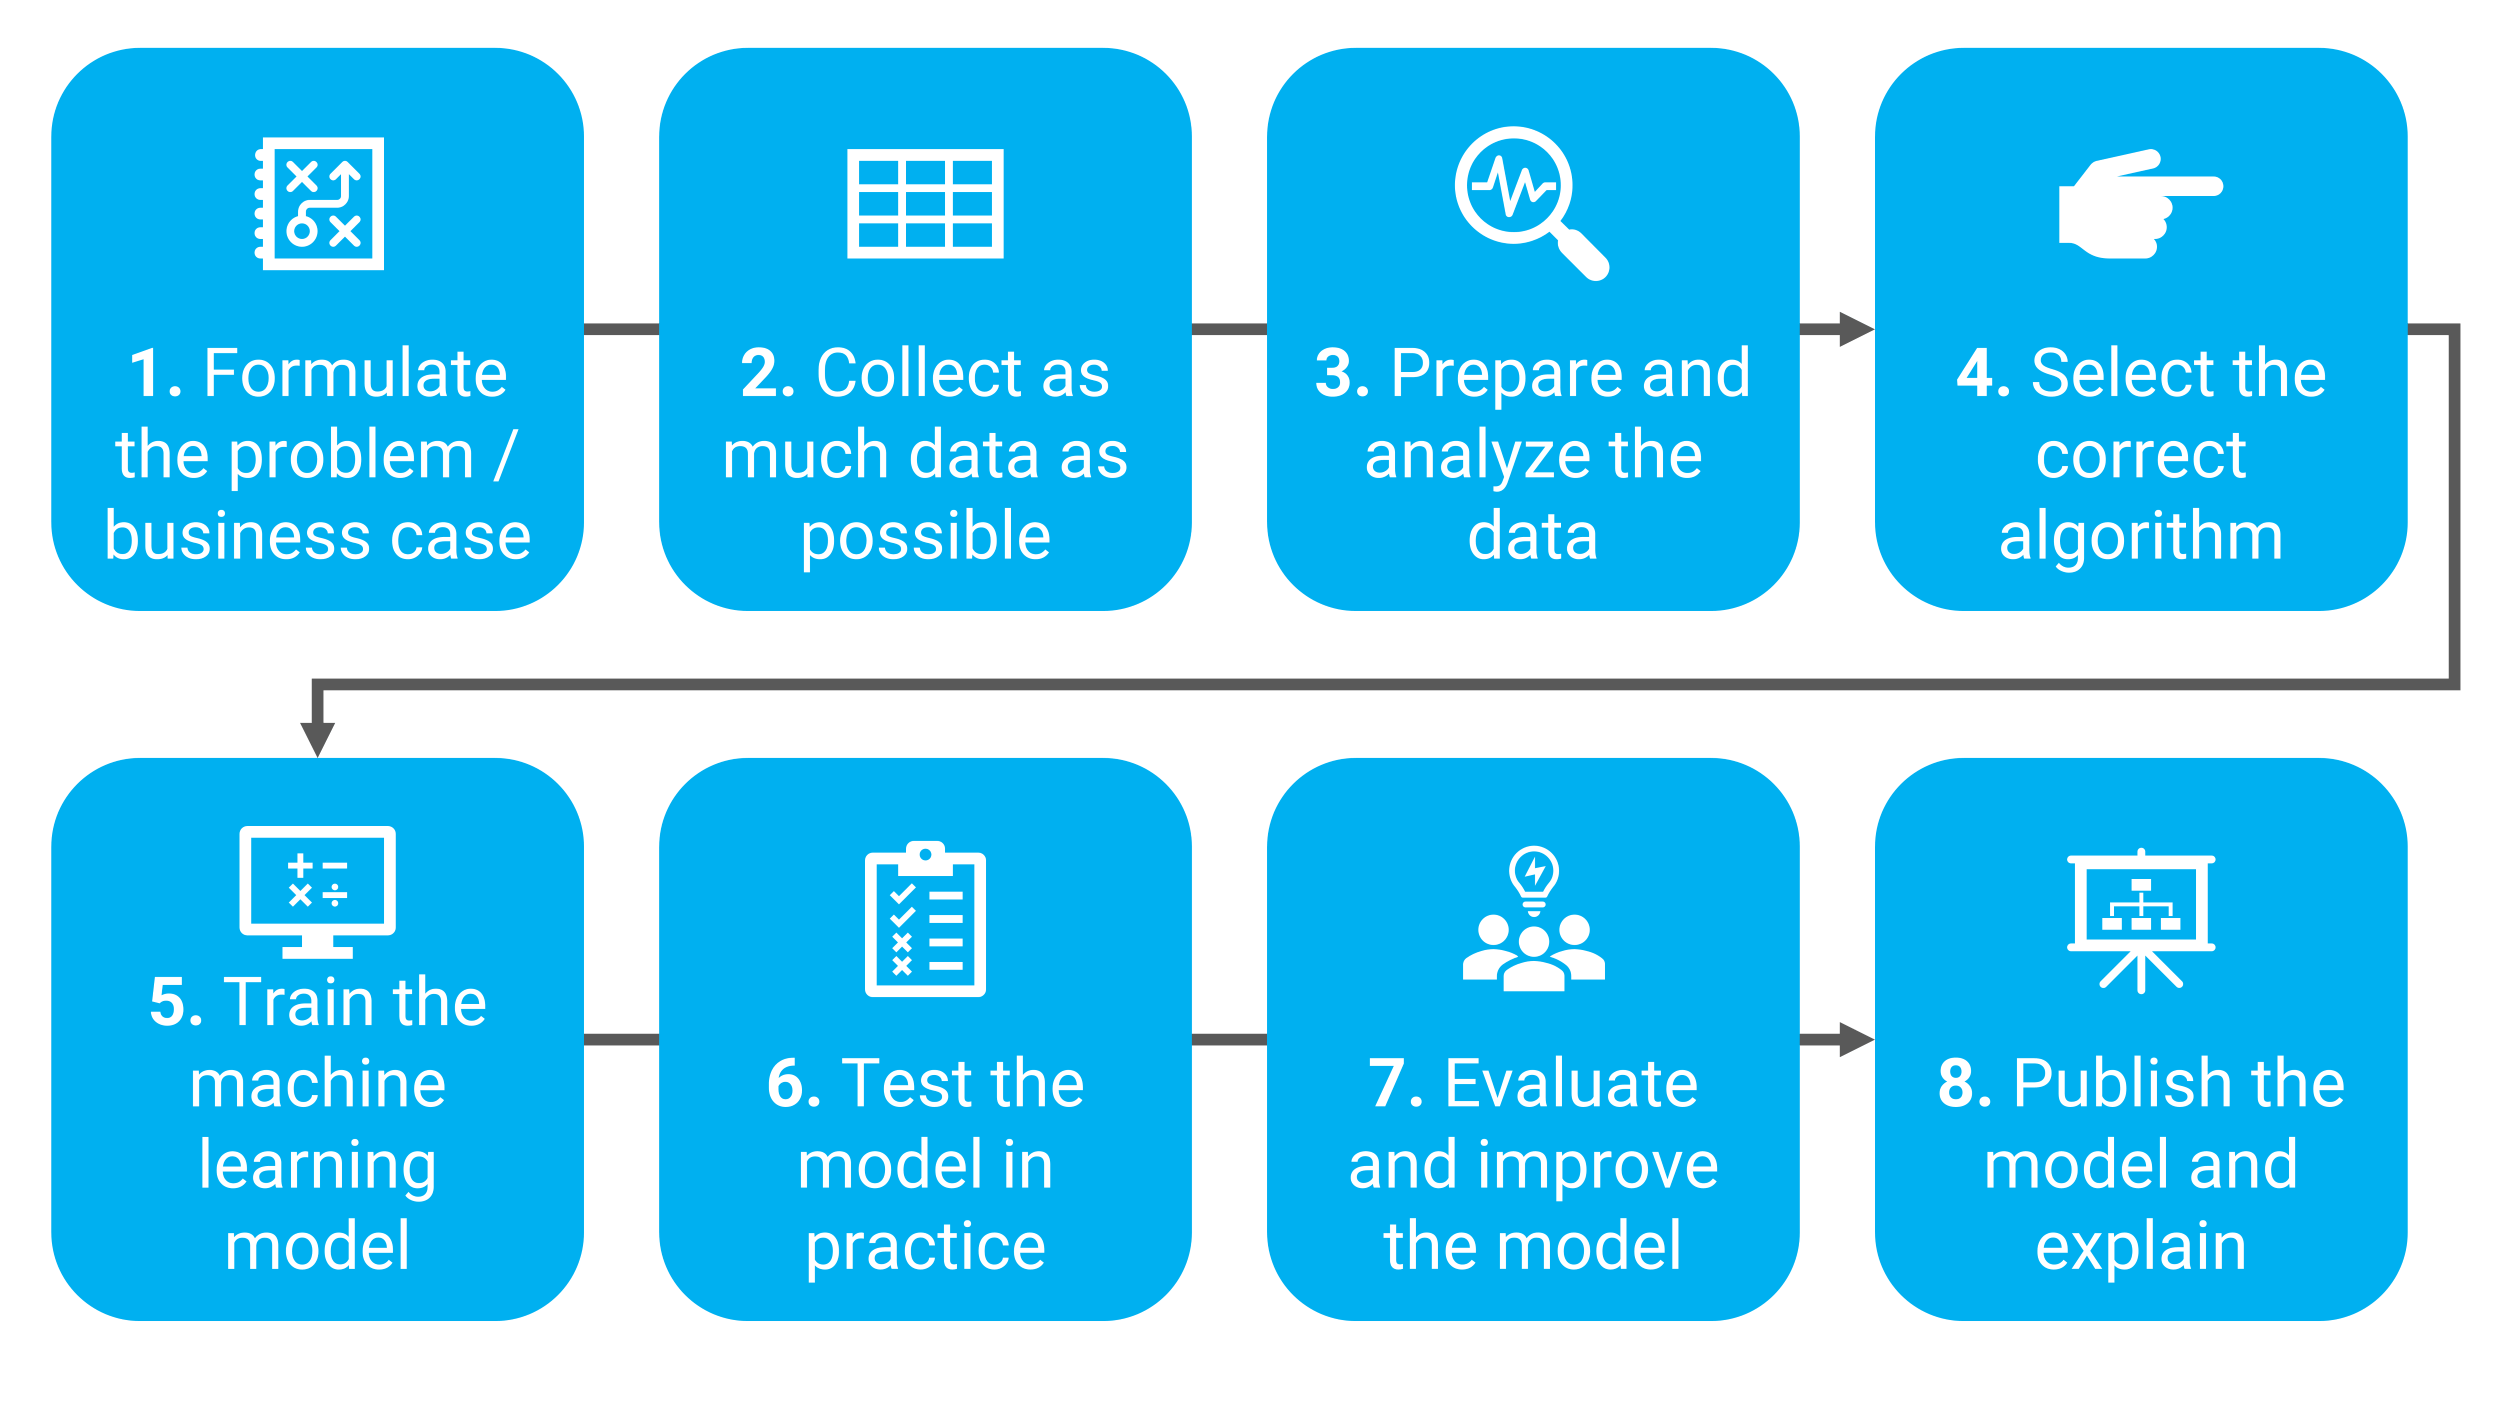 1. Formulate
the problem /
business case
2. Collect as
much data as
possible
3. Prepare and
analyze the
data
4. Select the
correct
algorithm
5. Train the
machine
learning
model
6. Test the
model in
practice
7. Evaluate
and improve
the model
8. Publish the
model and
explain